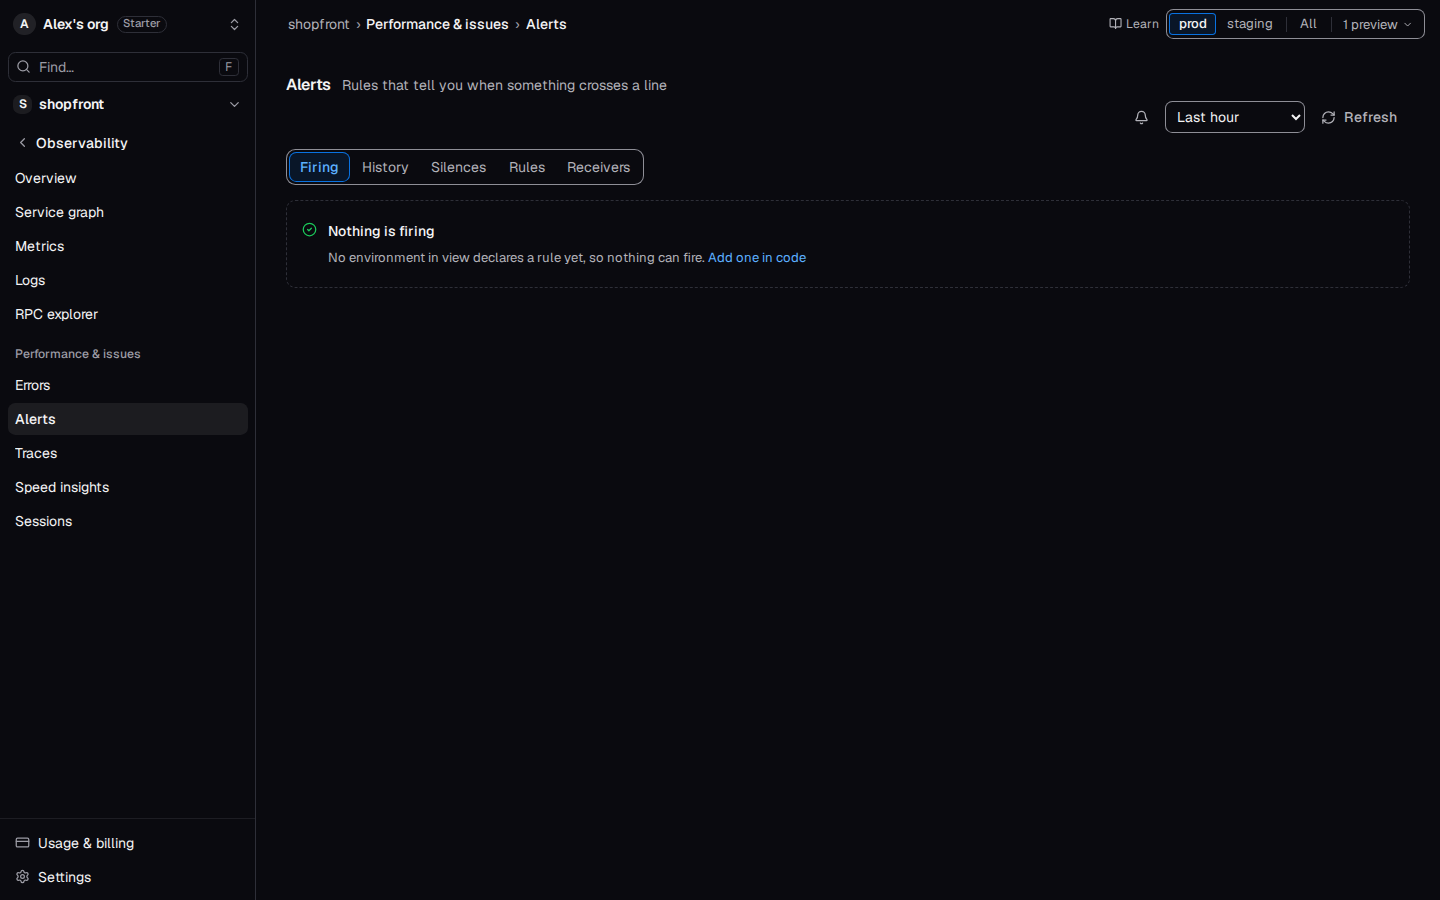 A Alex's org Starter
Find... F
S shopfront
Observability
Overview
Service graph
Metrics
Logs
RPC explorer
Performance & issues
Errors
Alerts
Traces
Speed insights
Sessions
Usage & billing
Settings
shopfront › Performance & issues › Alerts
Learn prod staging All 1 preview
Alerts Rules that tell you when something crosses a line
Last hour Refresh
Firing History Silences Rules Receivers
Nothing is firing
No environment in view declares a rule yet, so nothing can fire. Add one in code